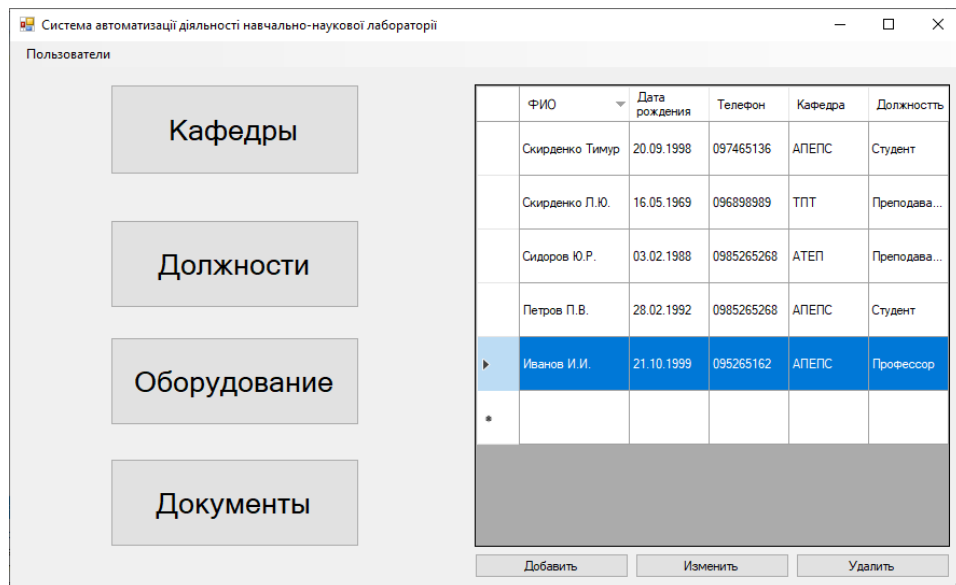 Система автоматизації діяльності навчально-наукової лабораторії
Пользователи
Кафедры
Должности
Оборудование
Документы
ФИО Дата рождения Телефон Кафедра Должностть
Скирденко Тимур 20.09.1998 097465136 АПЕПС Студент
Скирденко Л.Ю. 16.05.1969 096898989 ТПТ Преподава...
Сидоров Ю.Р. 03.02.1988 0985265268 АТЕП Преподава...
Петров П.В. 28.02.1992 0985265268 АПЕПС Студент
Иванов И.И. 21.10.1999 095265162 АПЕПС Профессор
Добавить Изменить Удалить